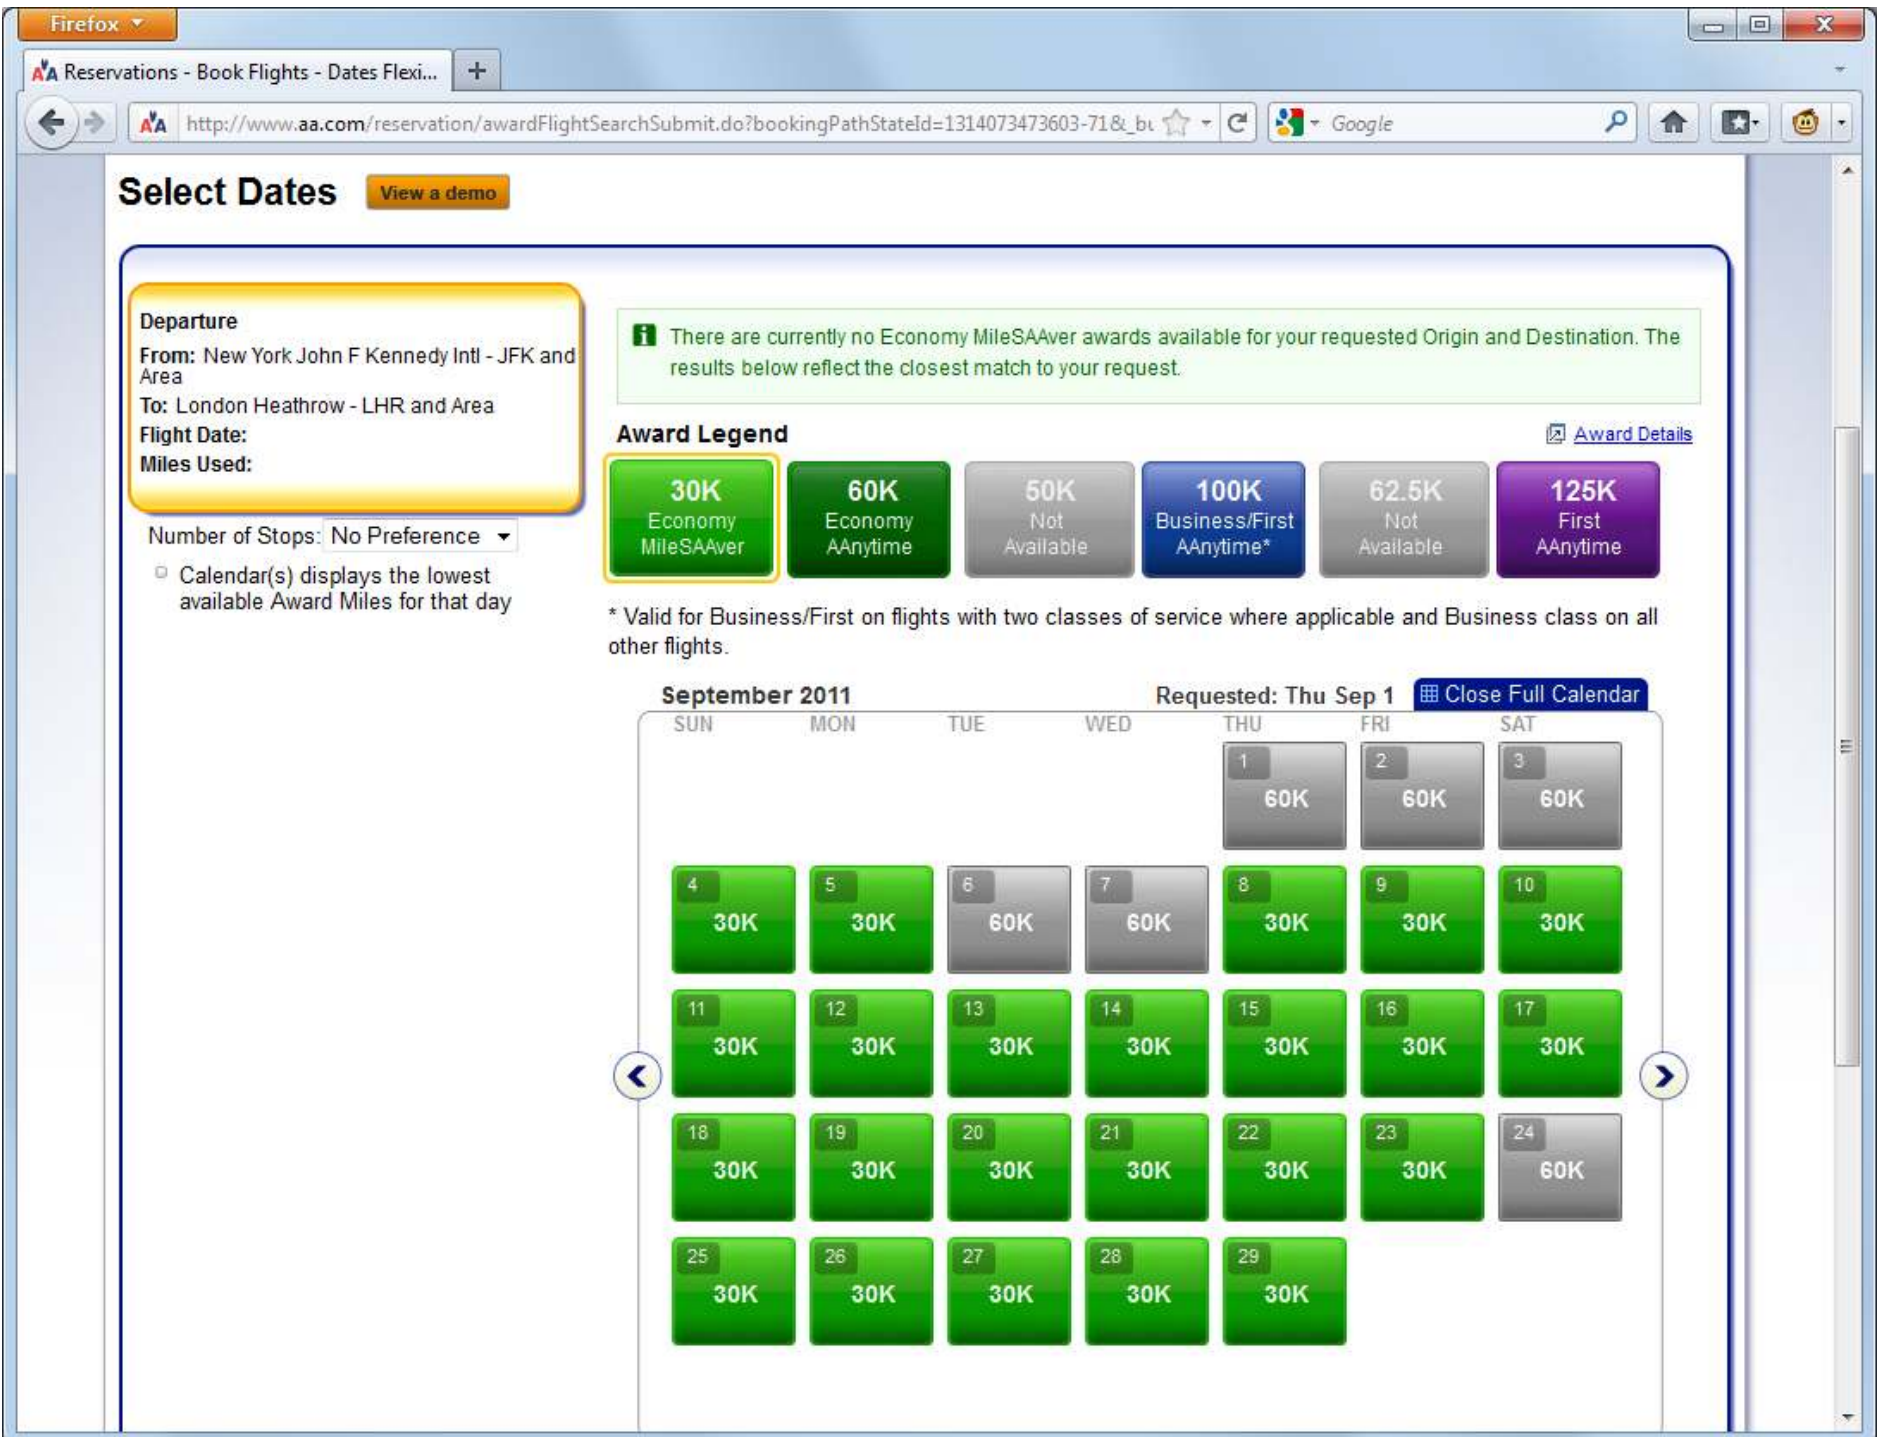 Firefox
Reservations - Book Flights - Dates Flexi...
http://www.aa.com/reservation/awardFlightSearchSubmit.do?bookingPathStateId=1314073473603-71&_bu
Google
Select Dates
View a demo
Departure
From: New York John F Kennedy Intl - JFK and
Area
To: London Heathrow - LHR and Area
Flight Date:
Miles Used:
Number of Stops: No Preference
Calendar(s) displays the lowest
available Award Miles for that day
There are currently no Economy MileSAAver awards available for your requested Origin and Destination. The
results below reflect the closest match to your request.
Award Legend
Award Details
30K
Economy
MileSAAver
60K
Economy
AAnytime
50K
Not
Available
100K
Business/First
AAnytime*
62.5K
Not
Available
125K
First
AAnytime
* Valid for Business/First on flights with two classes of service where applicable and Business class on all
other flights.
September 2011
Requested: Thu Sep 1
Close Full Calendar
SUN MON TUE WED THU FRI SAT
1 2 3
60K 60K 60K
4 5 6 7 8 9 10
30K 30K 60K 60K 30K 30K 30K
11 12 13 14 15 16 17
30K 30K 30K 30K 30K 30K 30K
18 19 20 21 22 23 24
30K 30K 30K 30K 30K 30K 60K
25 26 27 28 29
30K 30K 30K 30K 30K